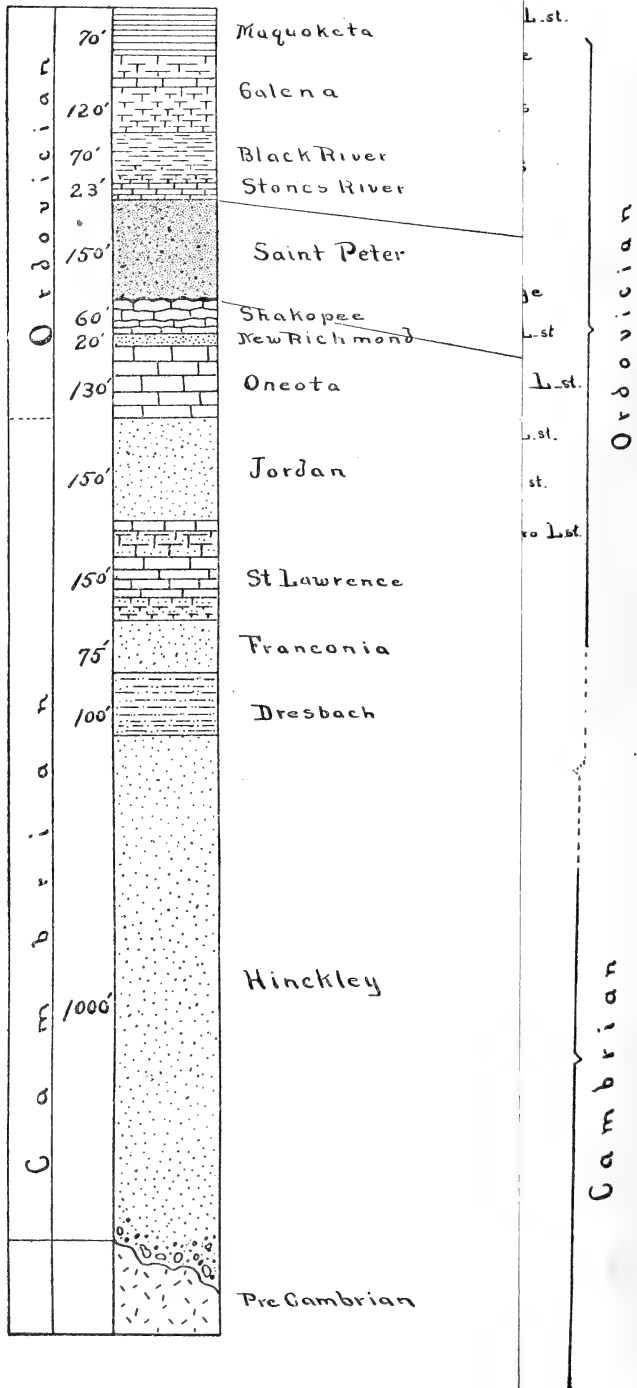 Ordovician
70' Maquoketa
120' Galena
70' Black River
23' Stones River
150' Saint Peter
60' Shakopee
20' New Richmond
130' Oneota
Cambrian
150' Jordan
150' St Lawrence
75' Franconia
100' Dresbach
1000' Hinckley
Pre Cambrian
L.st.
L.st
L.st.
L.st.
st.
ro Lst.
Ordovician
Cambrian